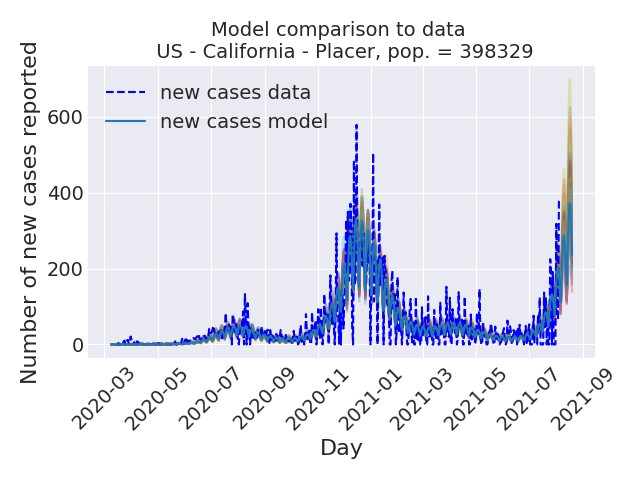 Model comparison to data
US - California - Placer, pop. = 398329
Number of new cases reported
600
400
200
0
new cases data
new cases model
2020-03
2020-05
2020-07
2020-09
2020-11
2021-01
2021-03
2021-05
2021-07
2021-09
Day